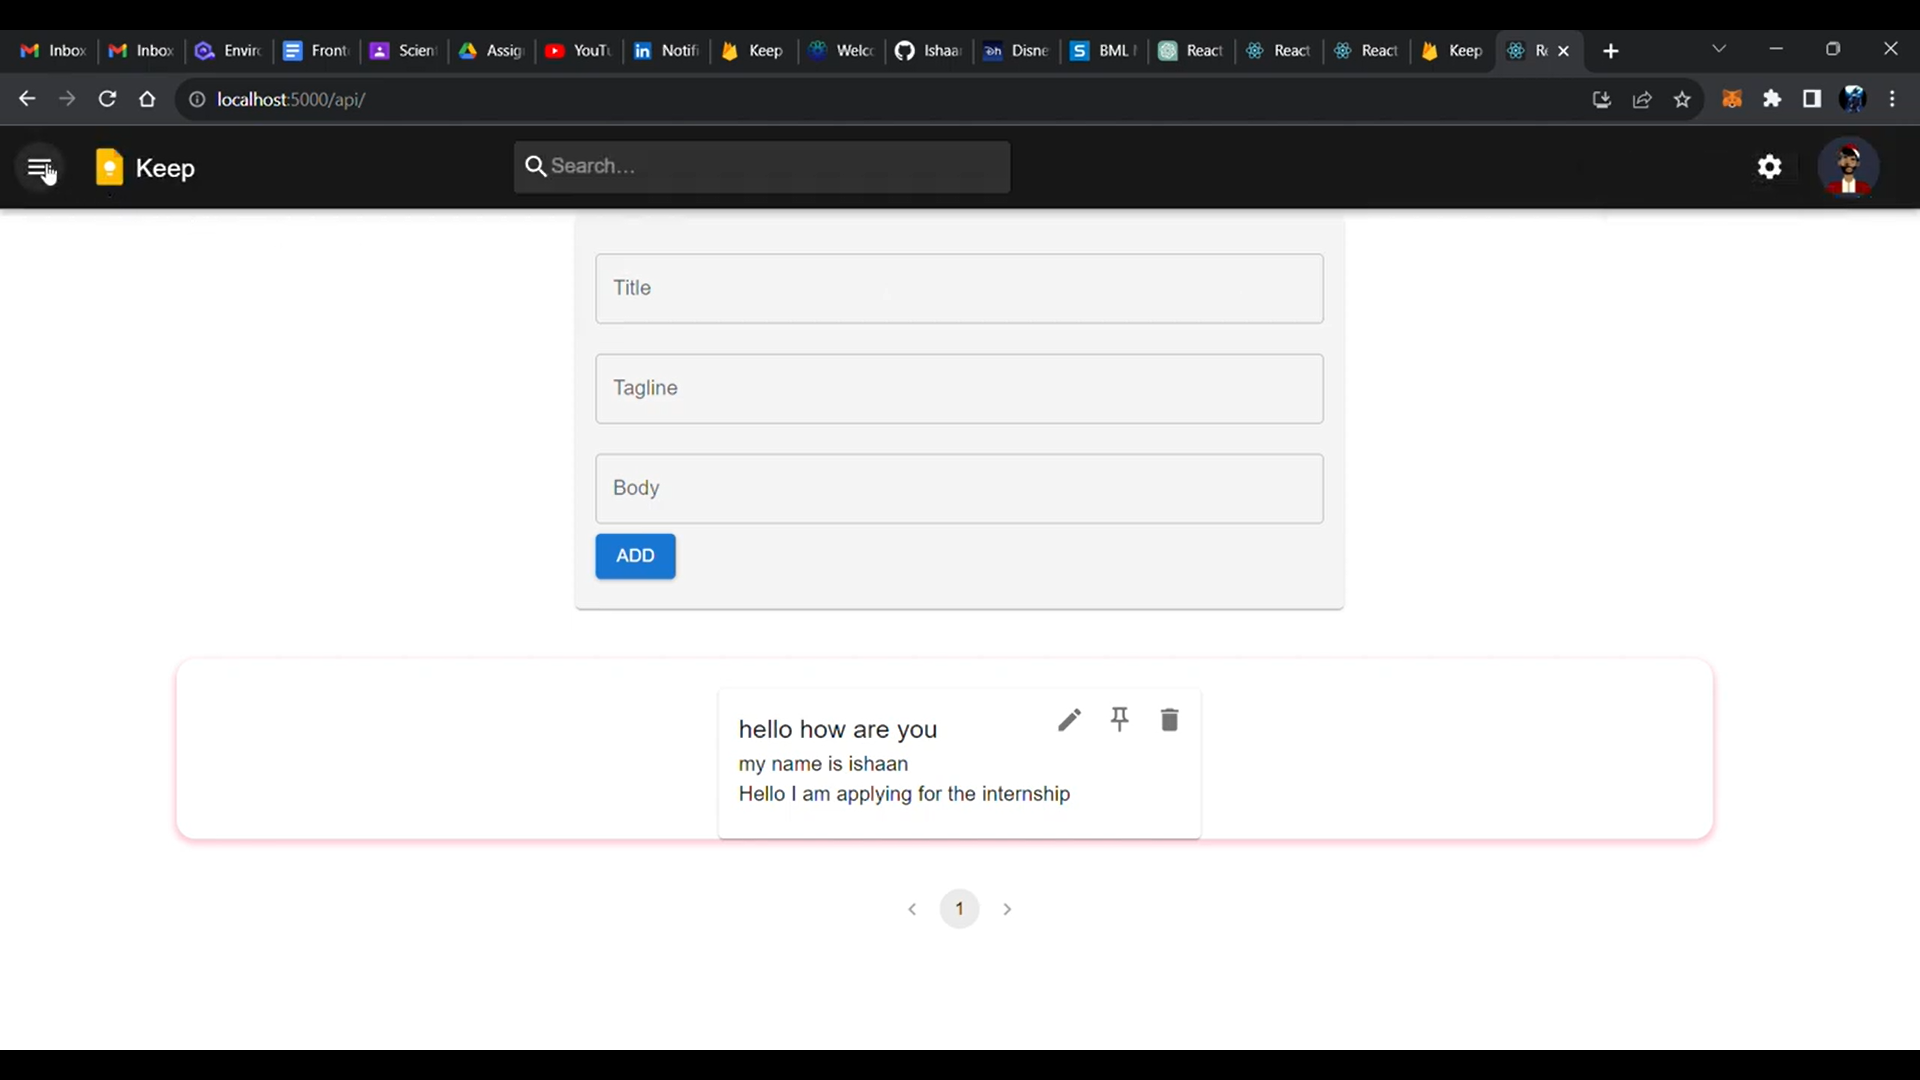 Inbox
Inbox
Envir
Front
Scien
Assig
YouTu
Notifi
Keep
Welco
Ishaa
Disne
BML
React
React
React
Keep
Re
localhost:5000/api/
Keep
Search...
Title
Tagline
Body
ADD
hello how are you
my name is ishaan
Hello I am applying for the internship
1